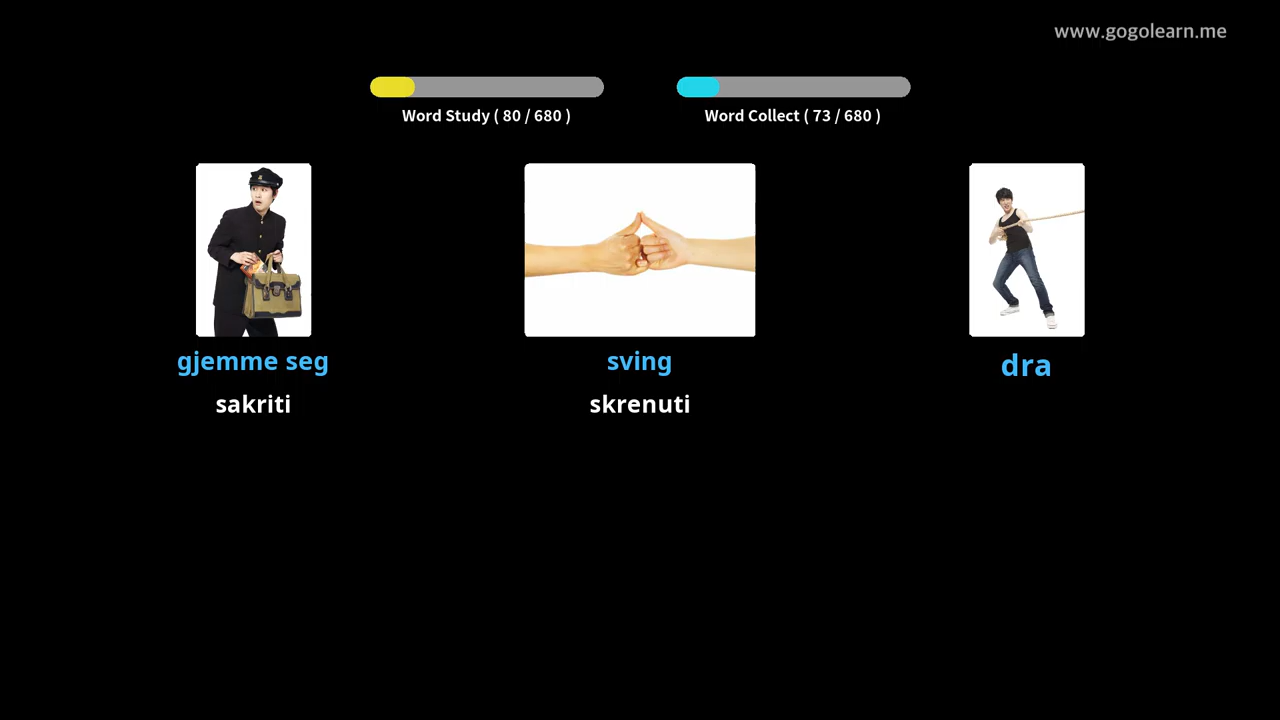 www.gogolearn.me
Word Study ( 80 / 680 )
Word Collect ( 73 / 680 )
gjemme seg
sakriti
sving
skrenuti
dra